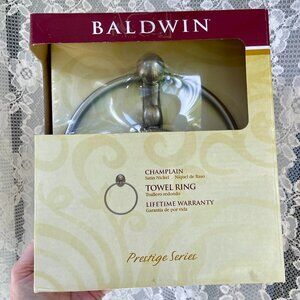 BALDWIN
CHAMPLAIN
Satin Nickel . Níquel de Raso
TOWEL RING
Toallero redondo
LIFETIME WARRANTY
Garantía de por vida
Prestige Series